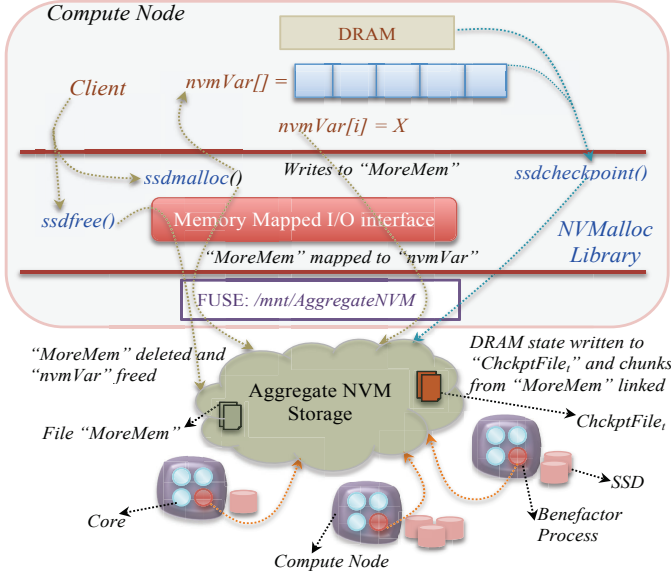 Compute Node
DRAM
Client
nvmVar[] =
nvmVar[i] = X
Writes to “MoreMem”
ssdmalloc()
ssdcheckpoint()
ssdfree()
Memory Mapped I/O interface
NVMalloc
Library
“MoreMem” mapped to “nvmVar”
FUSE: /mnt/AggregateNVM
“MoreMem” deleted and
“nvmVar” freed
DRAM state written to
“ChckptFileₜ” and chunks
from “MoreMem” linked
Aggregate NVM
Storage
File “MoreMem”
ChckptFileₜ
SSD
Core
Benefactor
Process
Compute Node